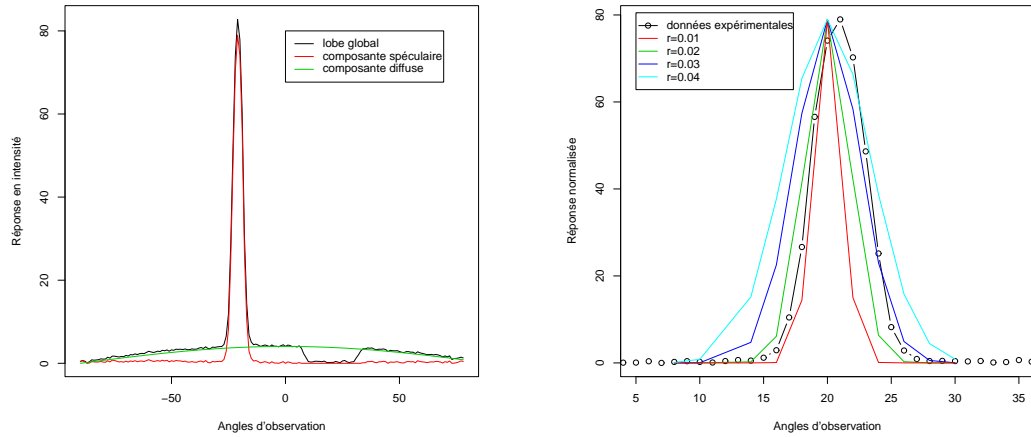 lobe global
composante spéculaire
composante diffuse
Réponse en intensité
0
20
40
60
80
−50
0
50
Angles d'observation
données expérimentales
r=0.01
r=0.02
r=0.03
r=0.04
Réponse normalisée
0
20
40
60
80
5
10
15
20
25
30
35
Angles d'observation